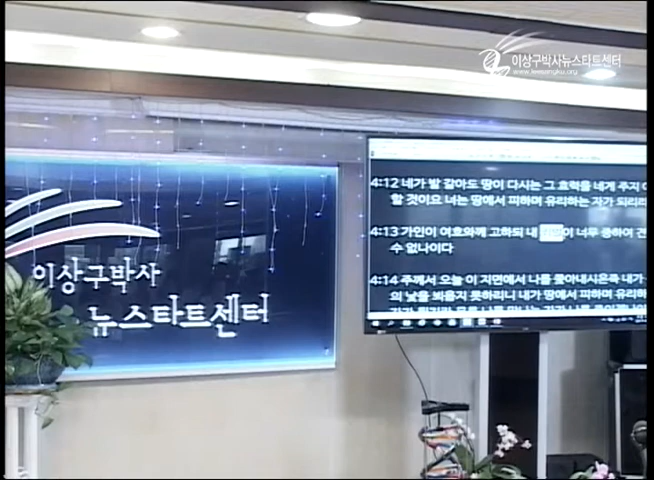 이상구박사뉴스타트센터
www.leesangku.org
이상구박사
뉴스타트센터
4:12 네가 밭 갈아도 땅이 다시는 그 효력을 네게 주지
할 것이요 너는 땅에서 피하며 유리하는 자가 되리
4:13 가인이 여호와께 고하되 내 이 너무 중하여
수 없나이다
4:14 주께서 오늘 이 지면에서 나를 쫓아내시온즉 내가
의 낯을 뵈옵지 못하리니 내가 땅에서 피하며 유리하